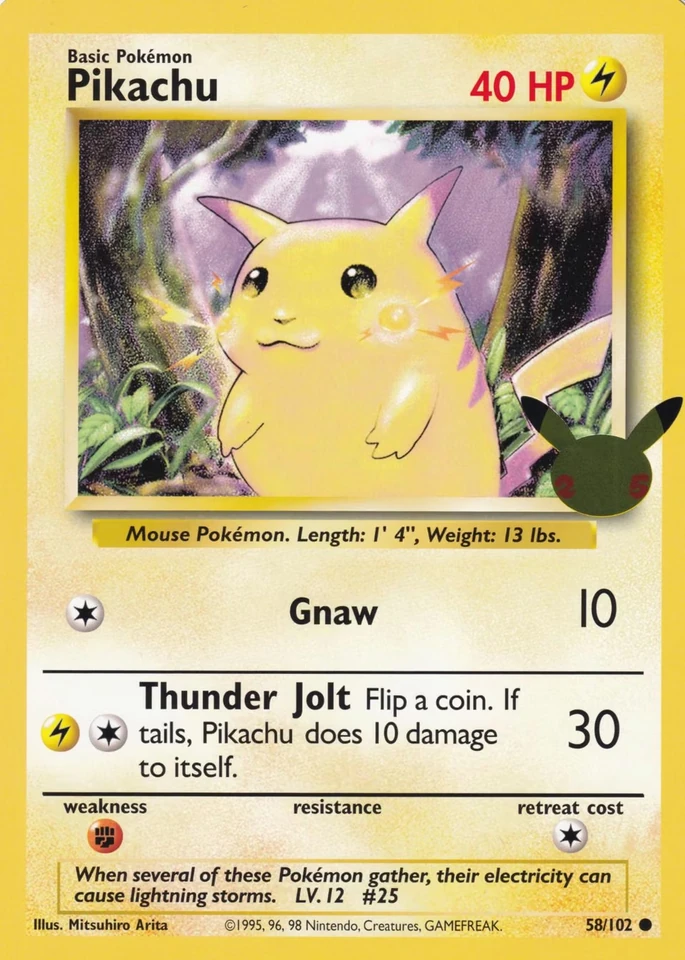 Basic Pokémon
Pikachu
40 HP
25
Mouse Pokémon. Length: 1' 4", Weight: 13 lbs.
Gnaw 10
Thunder Jolt Flip a coin. If
tails, Pikachu does 10 damage
to itself.
30
weakness resistance retreat cost
When several of these Pokémon gather, their electricity can
cause lightning storms. LV. 12 #25
Illus. Mitsuhiro Arita ©1995, 96, 98 Nintendo, Creatures, GAMEFREAK. 58/102